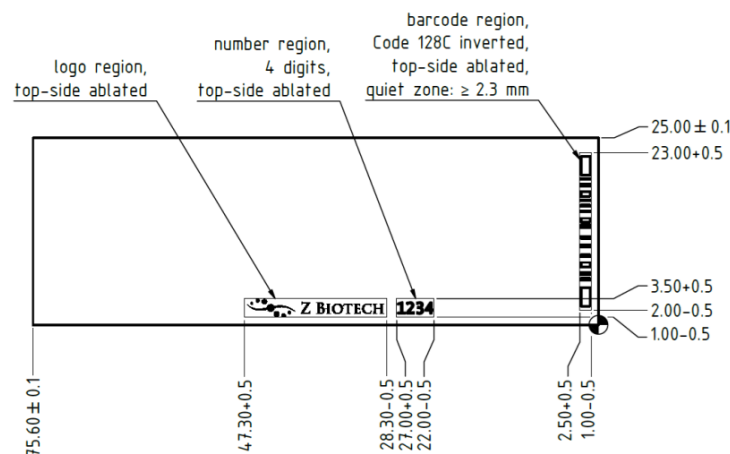 barcode region,
Code 128C inverted,
top-side ablated,
quiet zone: ≥ 2.3 mm
number region,
4 digits,
top-side ablated
logo region,
top-side ablated
25.00 ± 0.1
23.00+0.5
3.50+0.5
2.00-0.5
1.00-0.5
Z BIOTECH
1234
75.60 ± 0.1
47.30+0.5
28.30-0.5
27.00+0.5
22.00-0.5
2.50+0.5
1.00-0.5